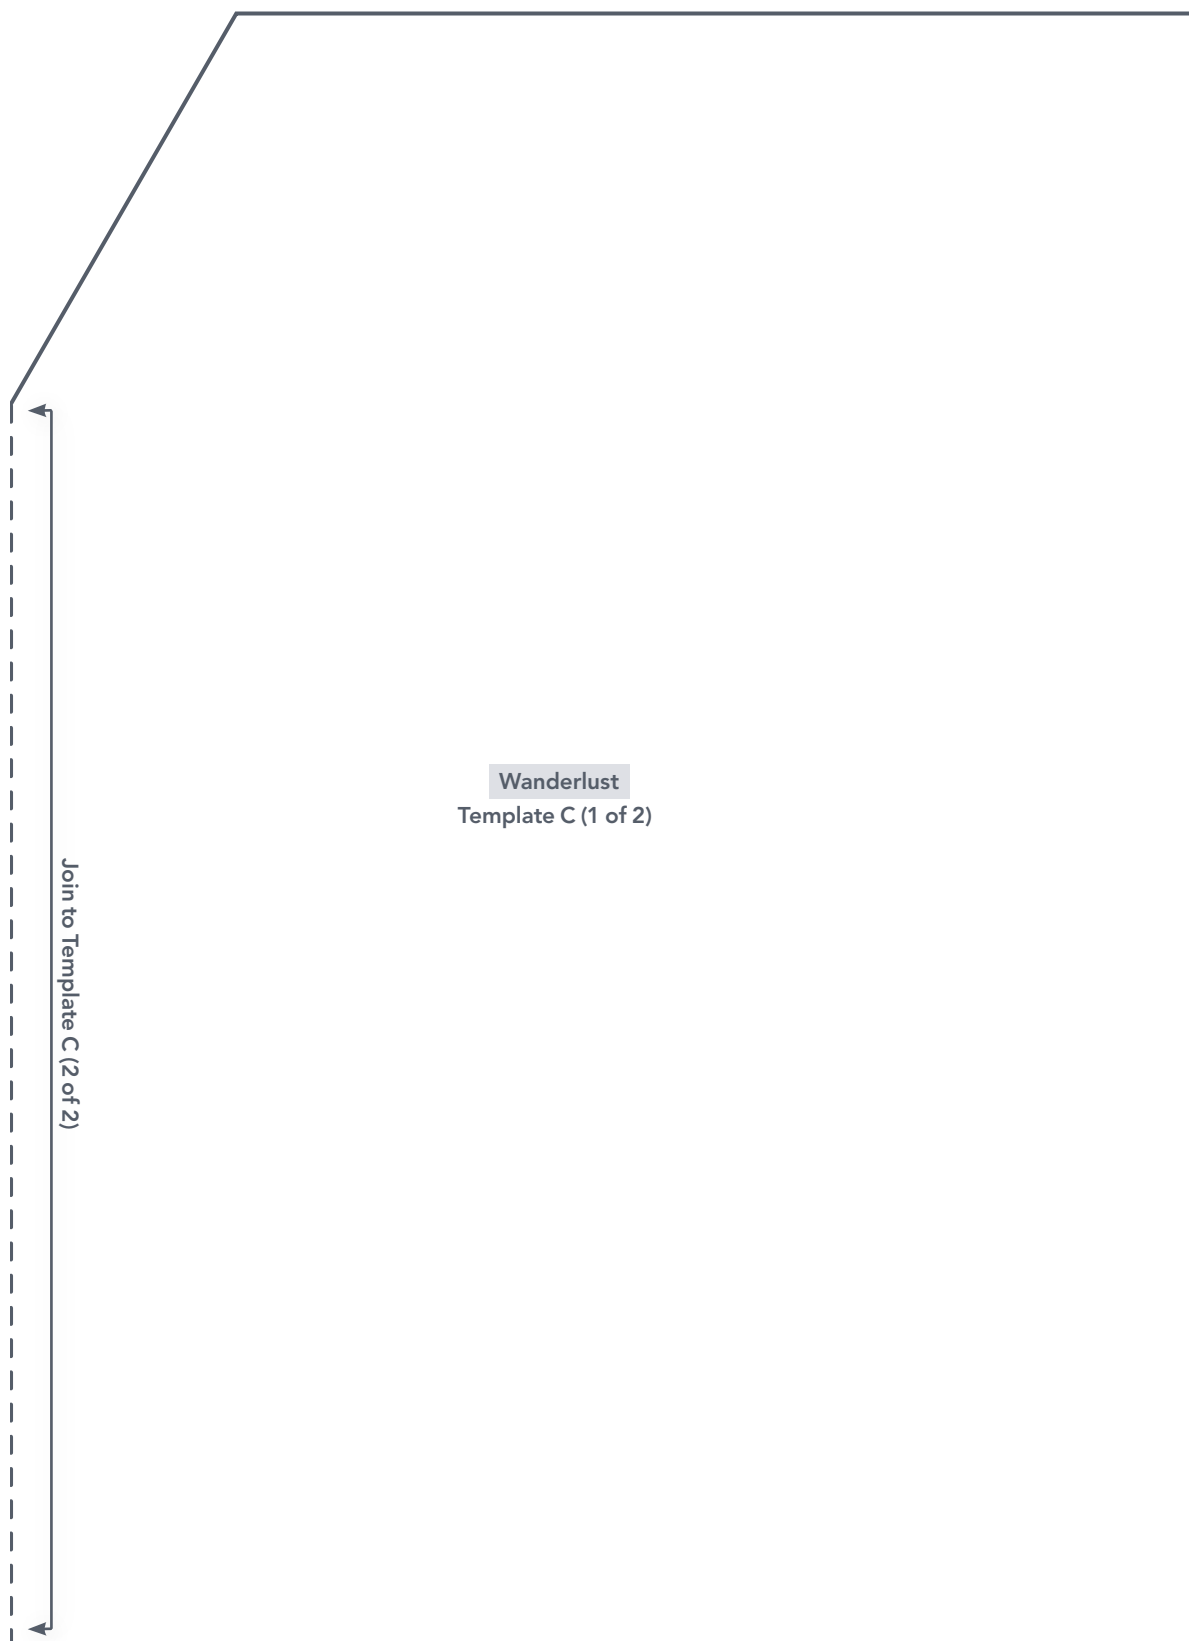 Wanderlust
Template C (1 of 2)
Join to Template C (2 of 2)